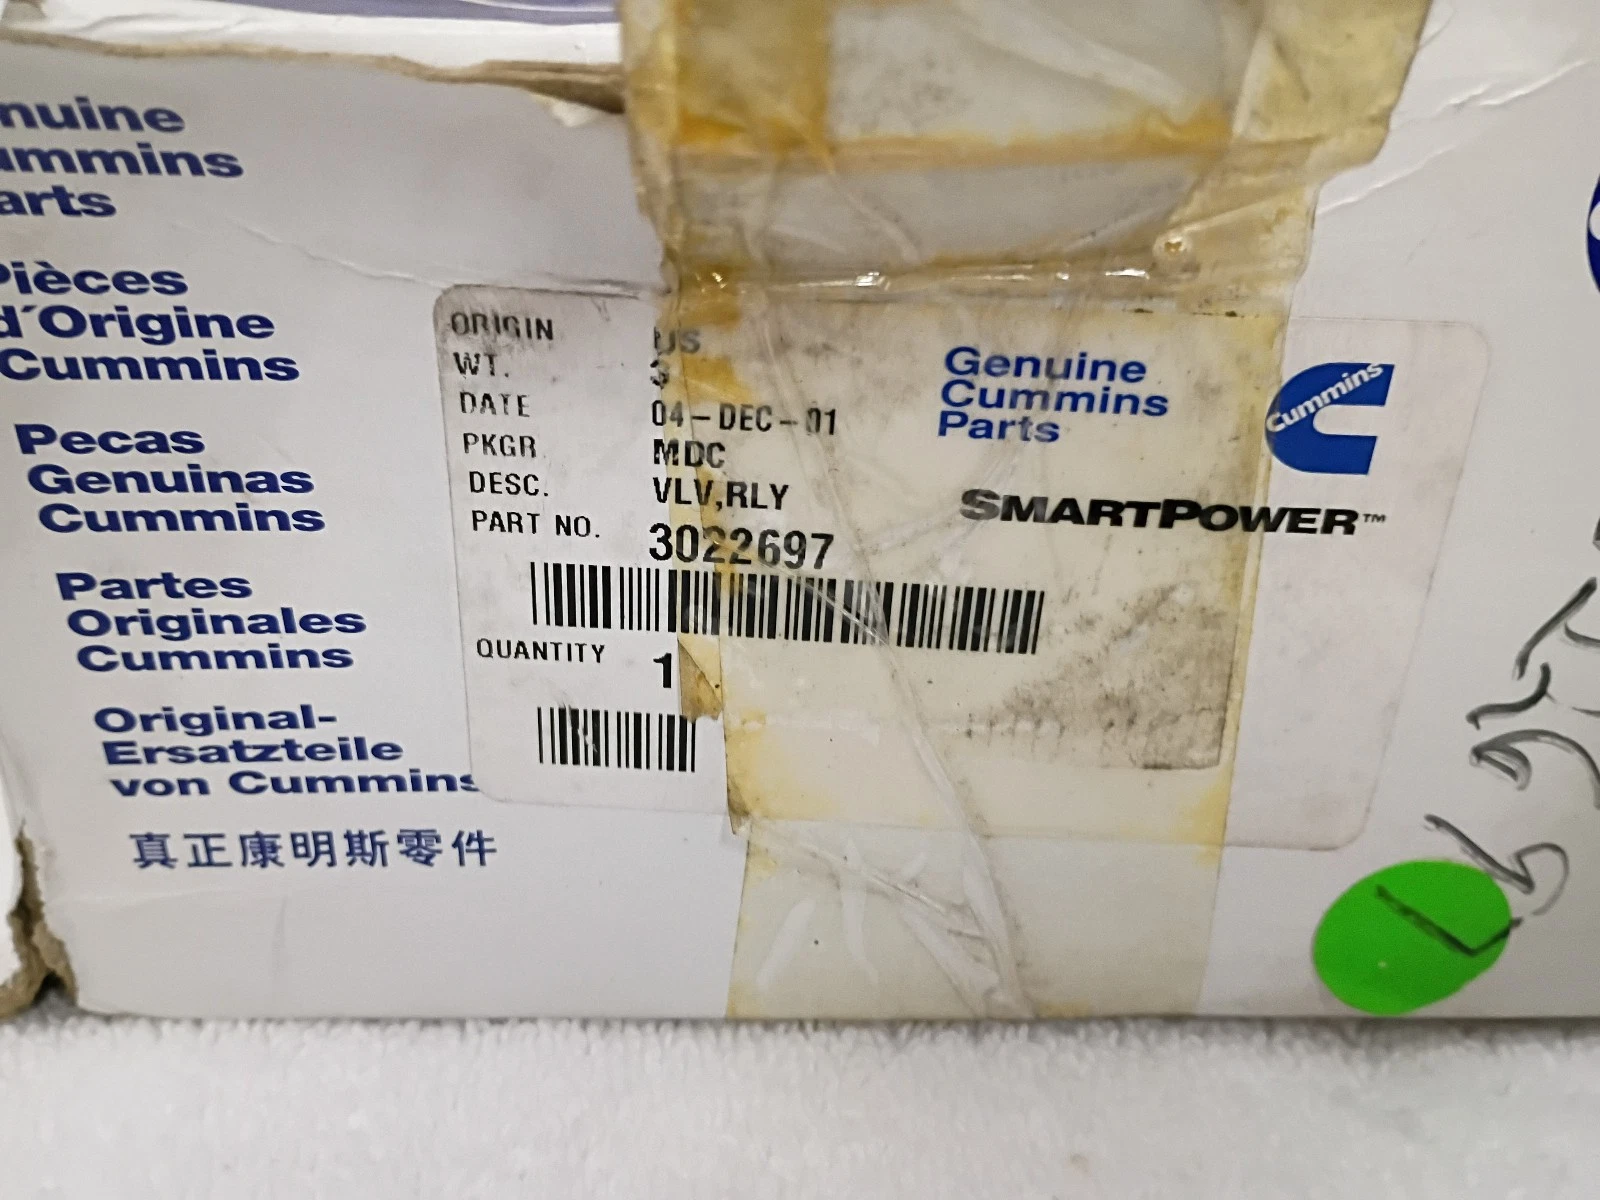 nuine
ummins
arts
Pièces
d'Origine
Cummins
Pecas
Genuinas
Cummins
Partes
Originales
Cummins
Original-
Ersatzteile
von Cummins
真正康明斯零件
ORIGIN US
WT. 3
DATE 04-DEC-01
PKGR MDC
DESC. VLV,RLY
PART NO. 3022697
QUANTITY 1
Genuine
Cummins
Parts
Cummins
SMARTPOWER™